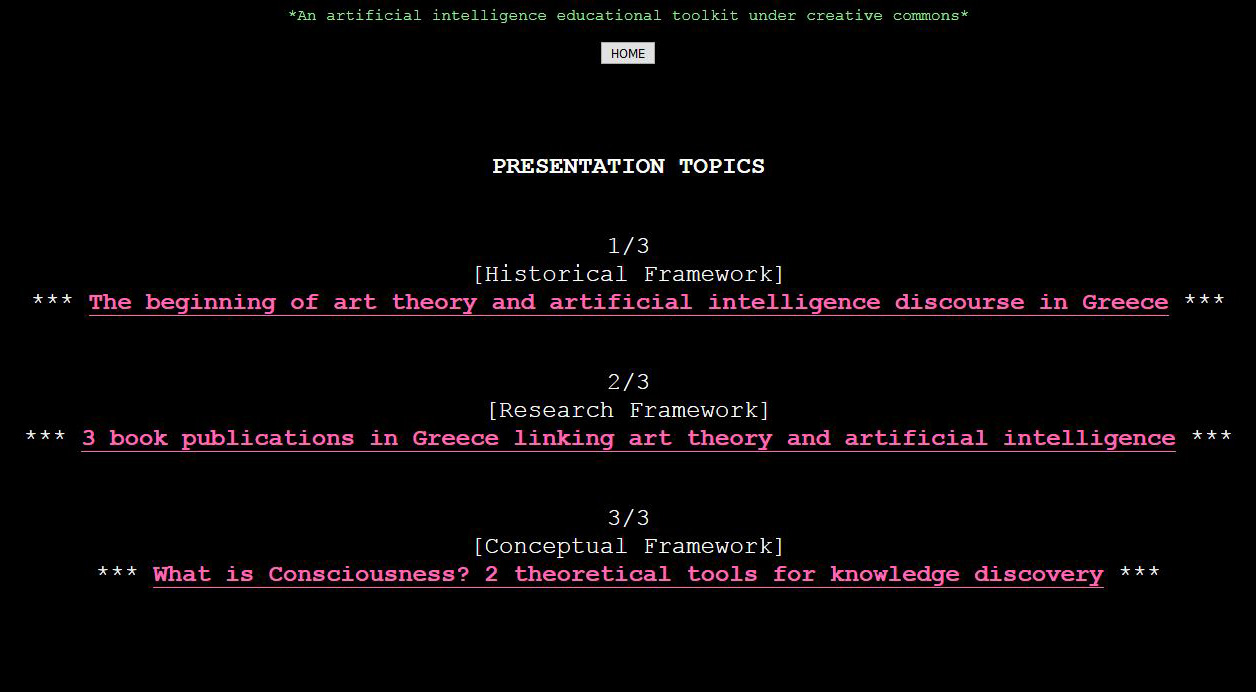 *An artificial intelligence educational toolkit under creative commons*
HOME
PRESENTATION TOPICS
1/3
[Historical Framework]
*** The beginning of art theory and artificial intelligence discourse in Greece ***
2/3
[Research Framework]
*** 3 book publications in Greece linking art theory and artificial intelligence ***
3/3
[Conceptual Framework]
*** What is Consciousness? 2 theoretical tools for knowledge discovery ***